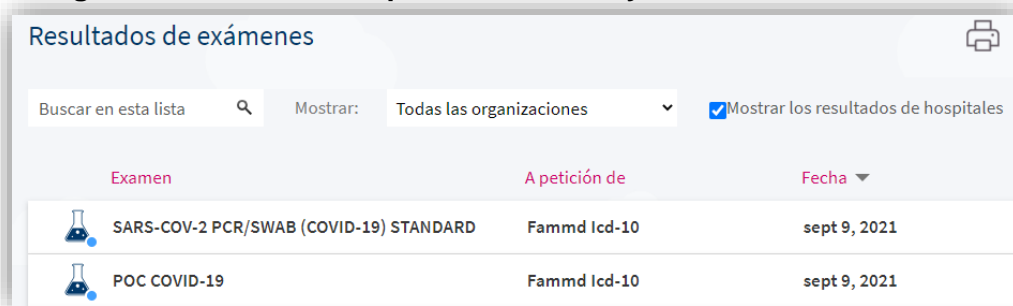 Resultados de exámenes
Buscar en esta lista Mostrar: Todas las organizaciones Mostrar los resultados de hospitales
Examen A petición de Fecha
SARS-COV-2 PCR/SWAB (COVID-19) STANDARD Fammd Icd-10 sept 9, 2021
POC COVID-19 Fammd Icd-10 sept 9, 2021